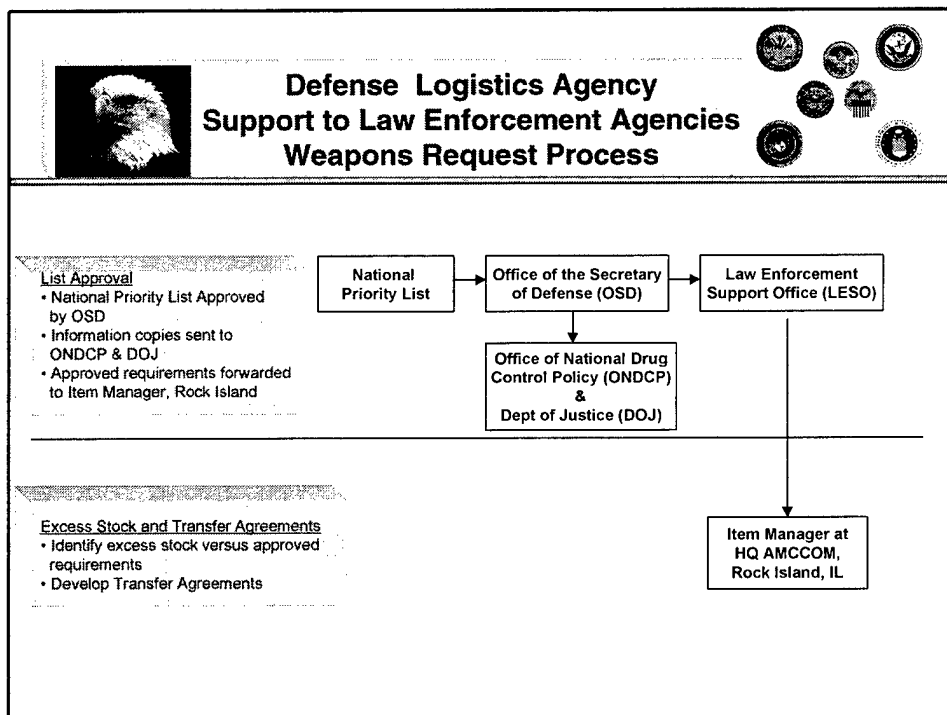 Defense Logistics Agency
Support to Law Enforcement Agencies
Weapons Request Process
List Approval
• National Priority List Approved
by OSD
• Information copies sent to
ONDCP & DOJ
• Approved requirements forwarded
to Item Manager, Rock Island
National
Priority List
Office of the Secretary
of Defense (OSD)
Law Enforcement
Support Office (LESO)
Office of National Drug
Control Policy (ONDCP)
&
Dept of Justice (DOJ)
Excess Stock and Transfer Agreements
• Identify excess stock versus approved
requirements
• Develop Transfer Agreements
Item Manager at
HQ AMCCOM,
Rock Island, IL